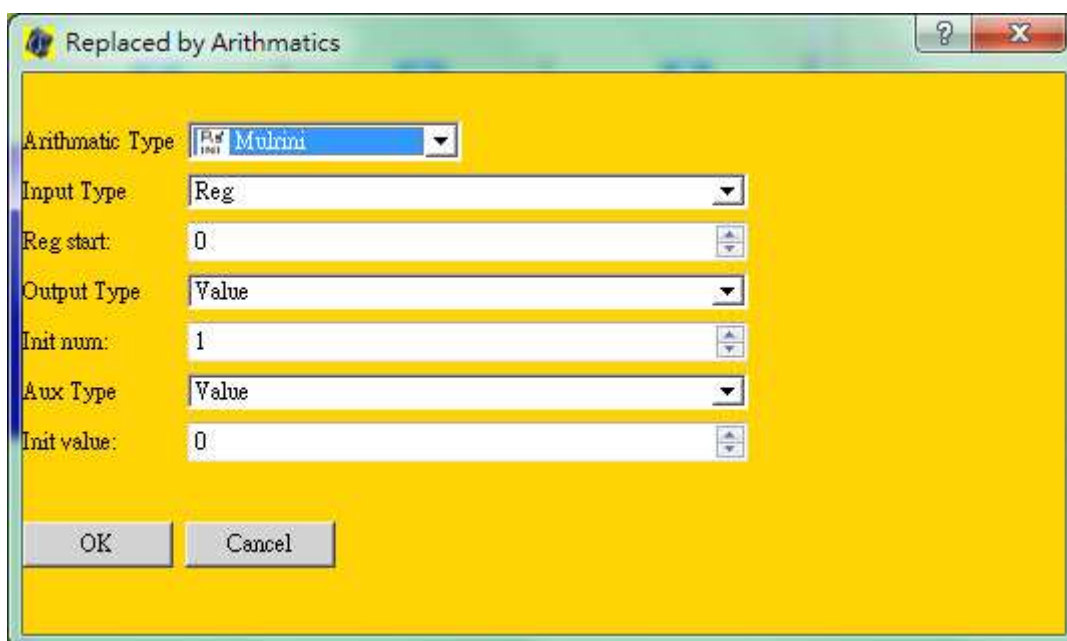 Replaced by Arithmatics
Arithmatic Type Mulrini
Input Type Reg
Reg start: 0
Output Type Value
Init num: 1
Aux Type Value
Init value: 0
OK Cancel